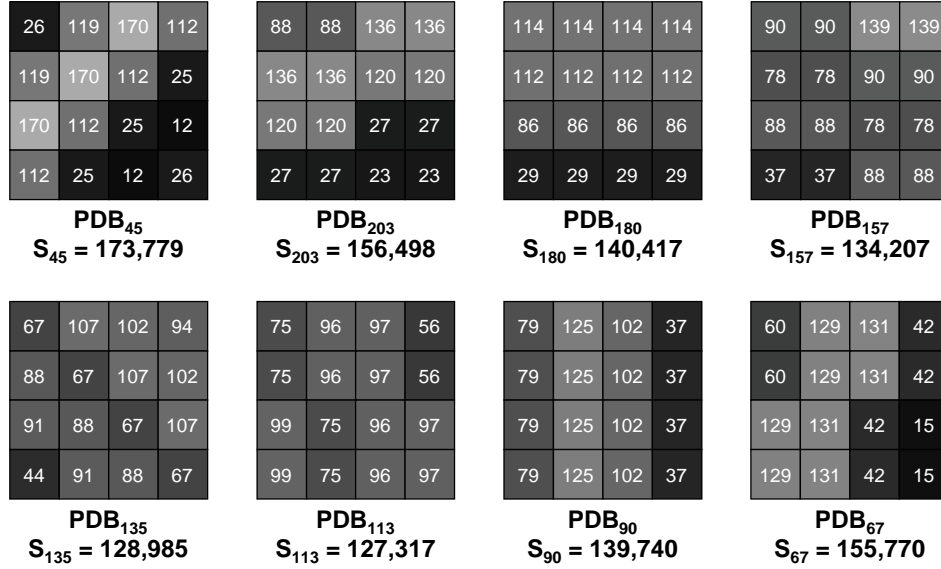 26 119 170 112 88 88 136 136 114 114 114 114 90 90 139 139
119 170 112 25 136 136 120 120 112 112 112 112 78 78 90 90
170 112 25 12 120 120 27 27 86 86 86 86 88 88 78 78
112 25 12 26 27 27 23 23 29 29 29 29 37 37 88 88
PDB45 PDB203 PDB180 PDB157
S45 = 173,779 S203 = 156,498 S180 = 140,417 S157 = 134,207
67 107 102 94 75 96 97 56 79 125 102 37 60 129 131 42
88 67 107 102 75 96 97 56 79 125 102 37 60 129 131 42
91 88 67 107 99 75 96 97 79 125 102 37 129 131 42 15
44 91 88 67 99 75 96 97 79 125 102 37 129 131 42 15
PDB135 PDB113 PDB90 PDB67
S135 = 128,985 S113 = 127,317 S90 = 139,740 S67 = 155,770